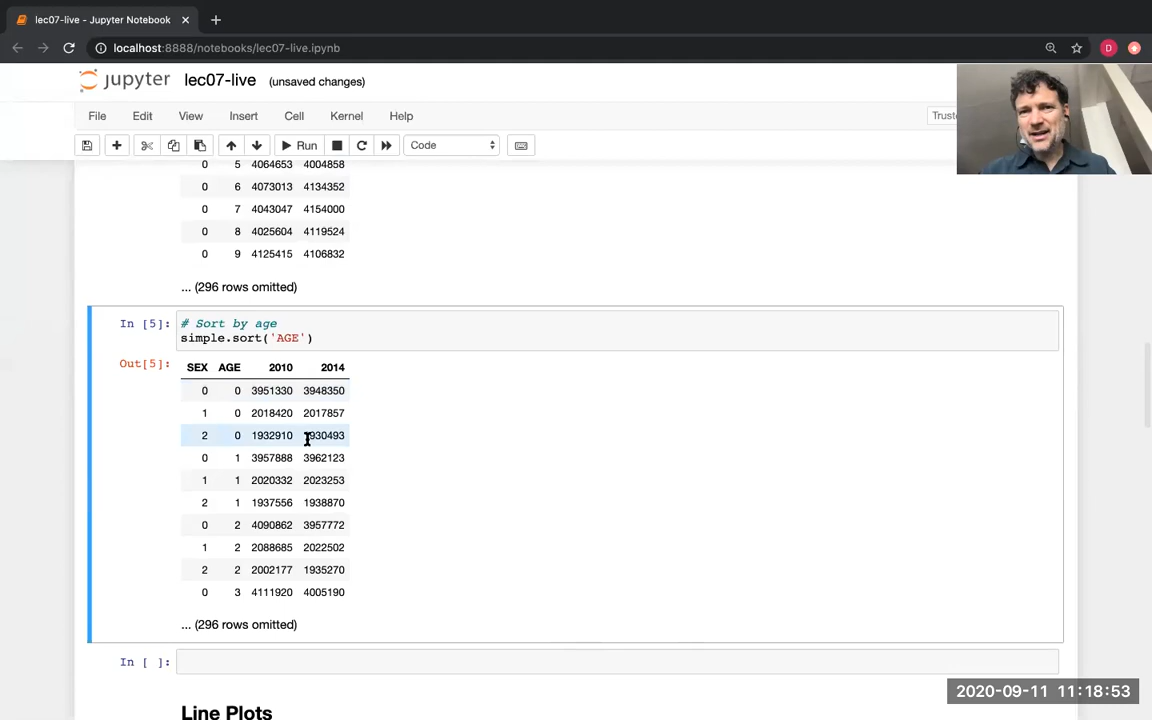 lec07-live - Jupyter Notebook
localhost:8888/notebooks/lec07-live.ipynb
D
jupyter lec07-live (unsaved changes)
File Edit View Insert Cell Kernel Help
Trust
Run Code
0 5 4064653 4004858
0 6 4073013 4134352
0 7 4043047 4154000
0 8 4025604 4119524
0 9 4125415 4106832
... (296 rows omitted)
In [5]: # Sort by age
simple.sort('AGE')
Out[5]:
SEX AGE 2010 2014
0 0 3951330 3948350
1 0 2018420 2017857
2 0 1932910 1930493
0 1 3957888 3962123
1 1 2020332 2023253
2 1 1937556 1938870
0 2 4090862 3957772
1 2 2088685 2022502
2 2 2002177 1935270
0 3 4111920 4005190
... (296 rows omitted)
In [ ]:
2020-09-11 11:18:53
Line Plots